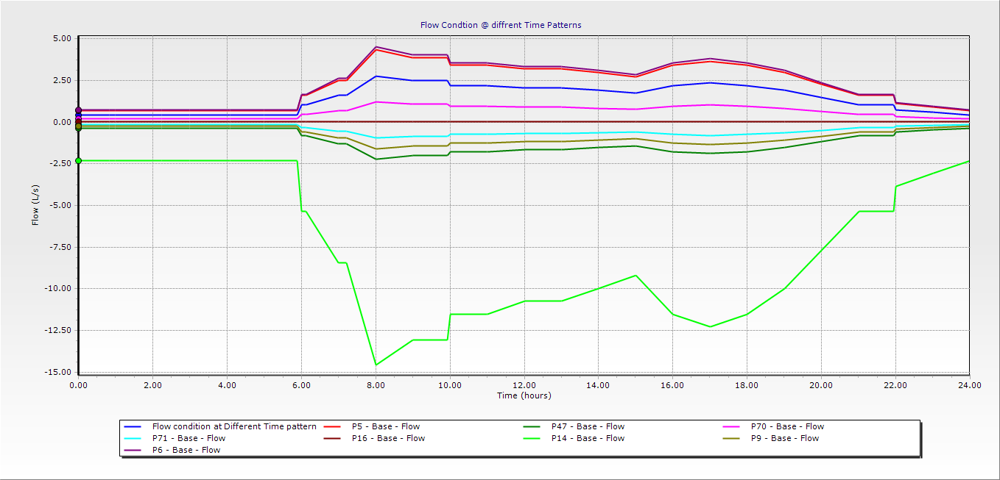 Flow Condtion @ diffrent Time Patterns
5.00
2.50
0.00
-2.50
-5.00
-7.50
-10.00
-12.50
-15.00
Flow (L/s)
0.00 2.00 4.00 6.00 8.00 10.00 12.00 14.00 16.00 18.00 20.00 22.00 24.00
Time (hours)
Flow condition at Different Time pattern P5 - Base - Flow P47 - Base - Flow P70 - Base - Flow
P71 - Base - Flow P16 - Base - Flow P14 - Base - Flow P9 - Base - Flow
P6 - Base - Flow